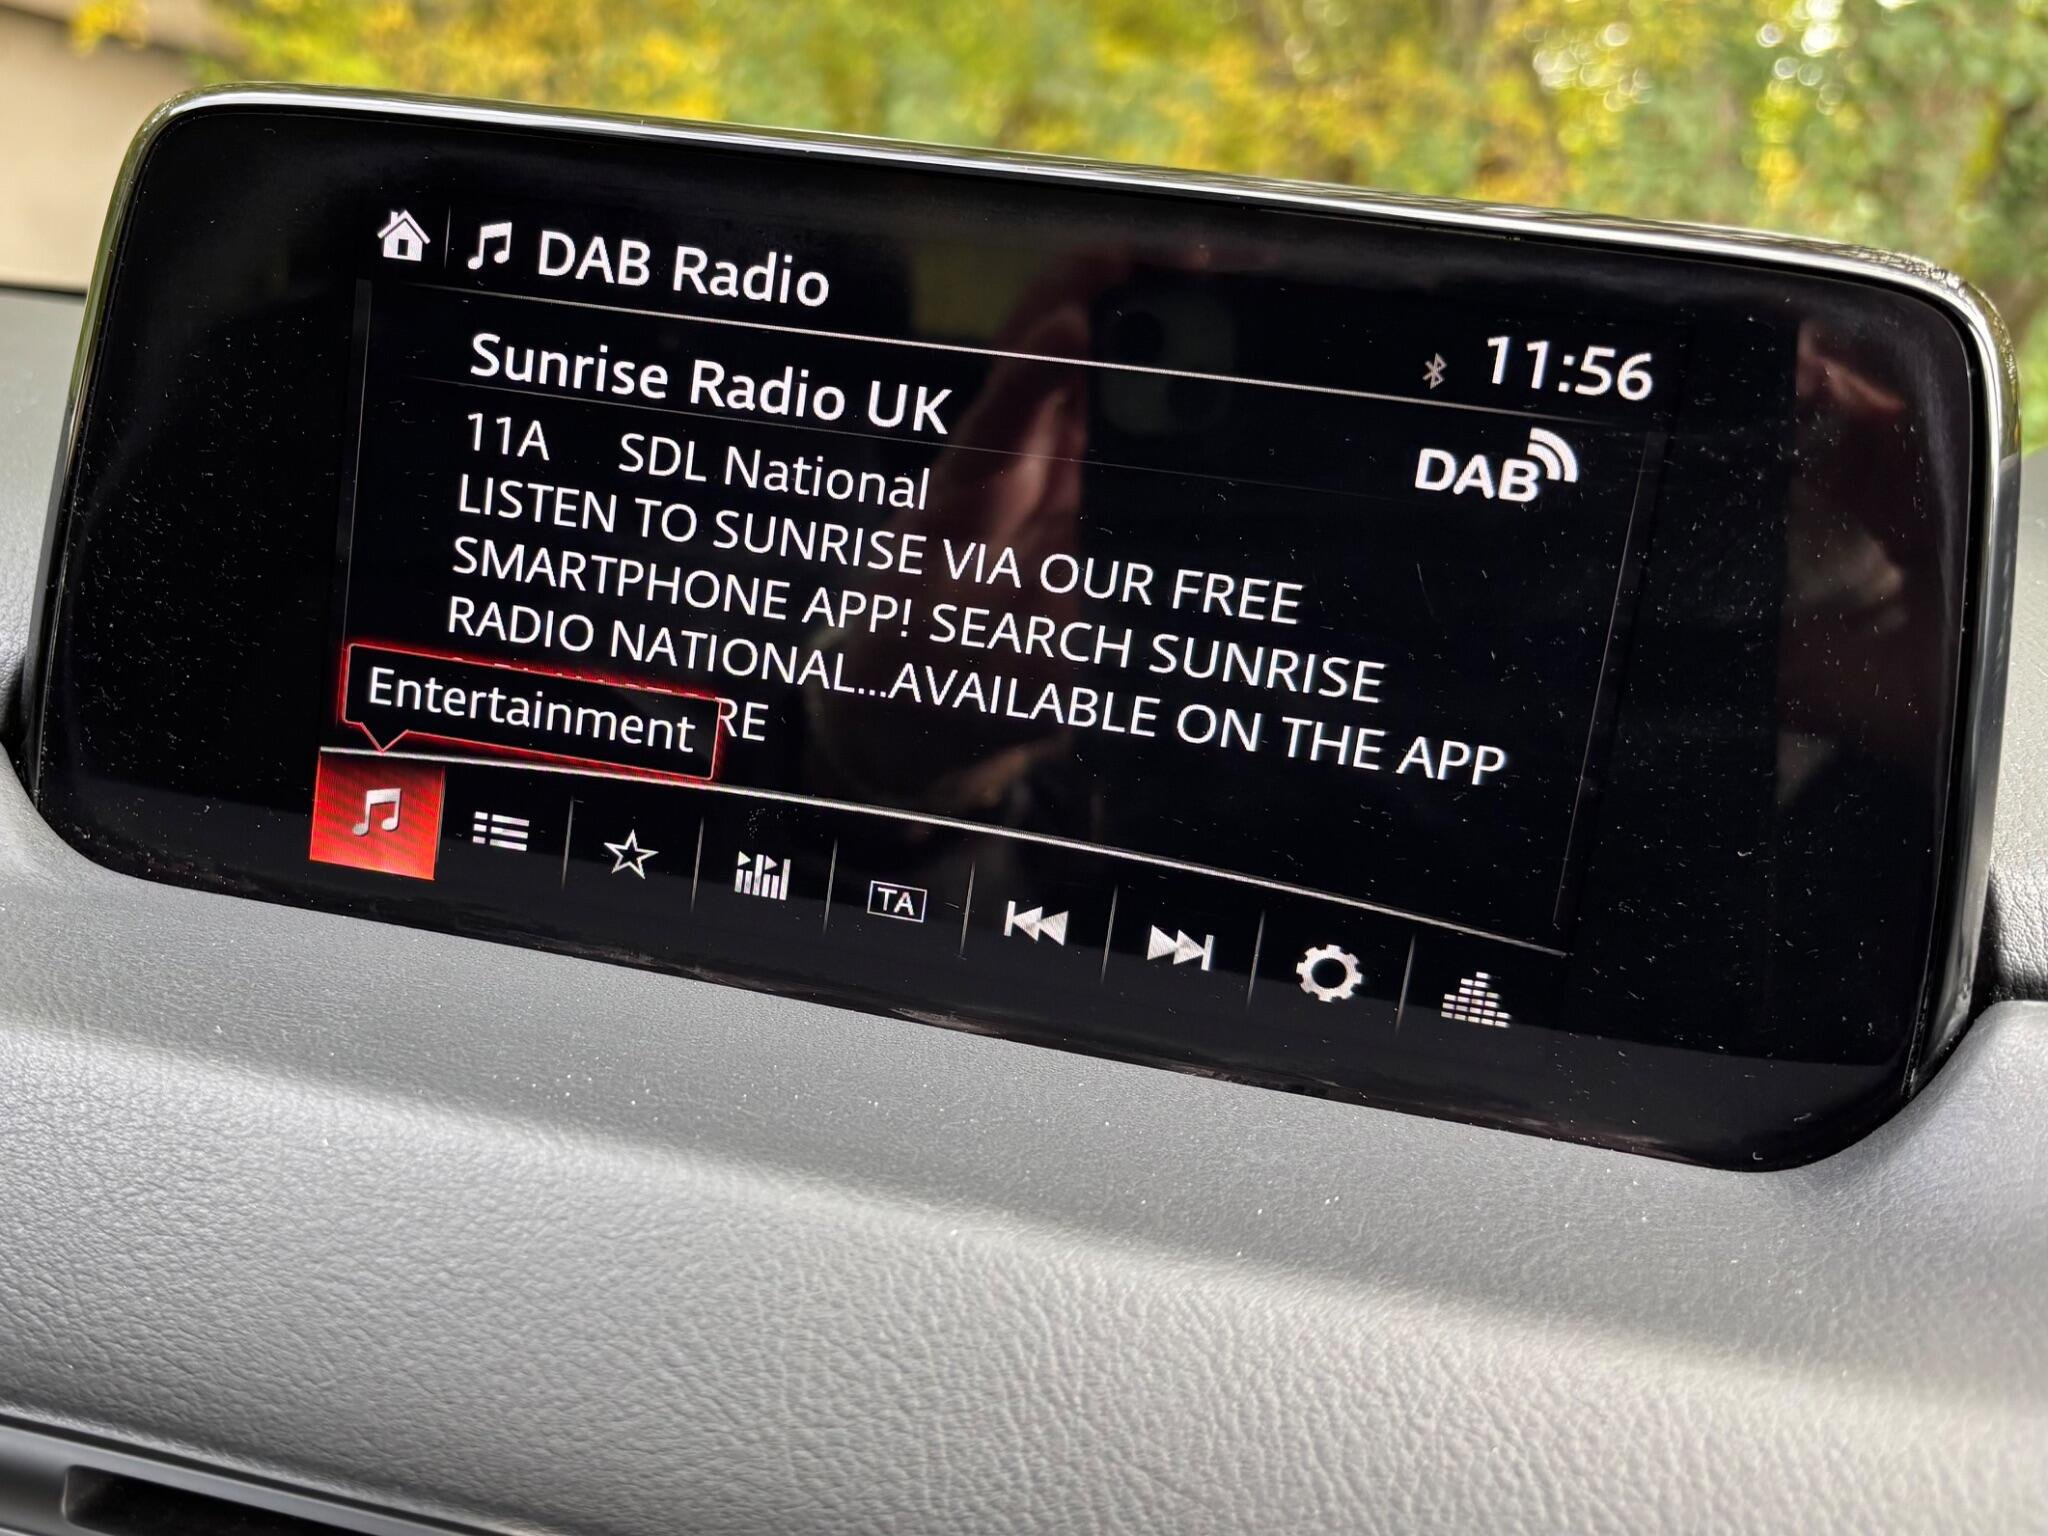 DAB Radio
11:56
Sunrise Radio UK
11A SDL National
DAB
LISTEN TO SUNRISE VIA OUR FREE
SMARTPHONE APP! SEARCH SUNRISE
RADIO NATIONAL...AVAILABLE ON THE APP
RE
Entertainment
TA